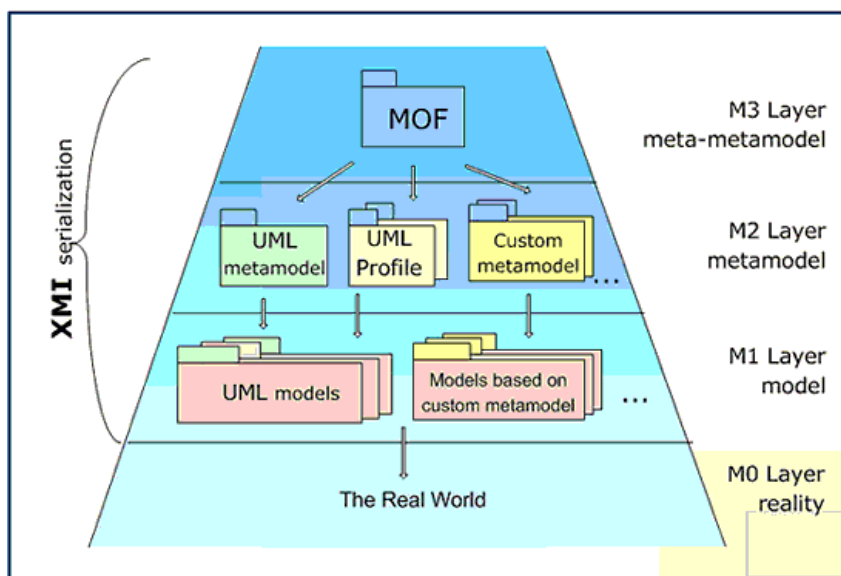 MOF
M3 Layer
meta-metamodel
XMI serialization
UML
metamodel
UML
Profile
Custom
metamodel
...
M2 Layer
metamodel
UML models
Models based on
custom metamodel
...
M1 Layer
model
The Real World
M0 Layer
reality